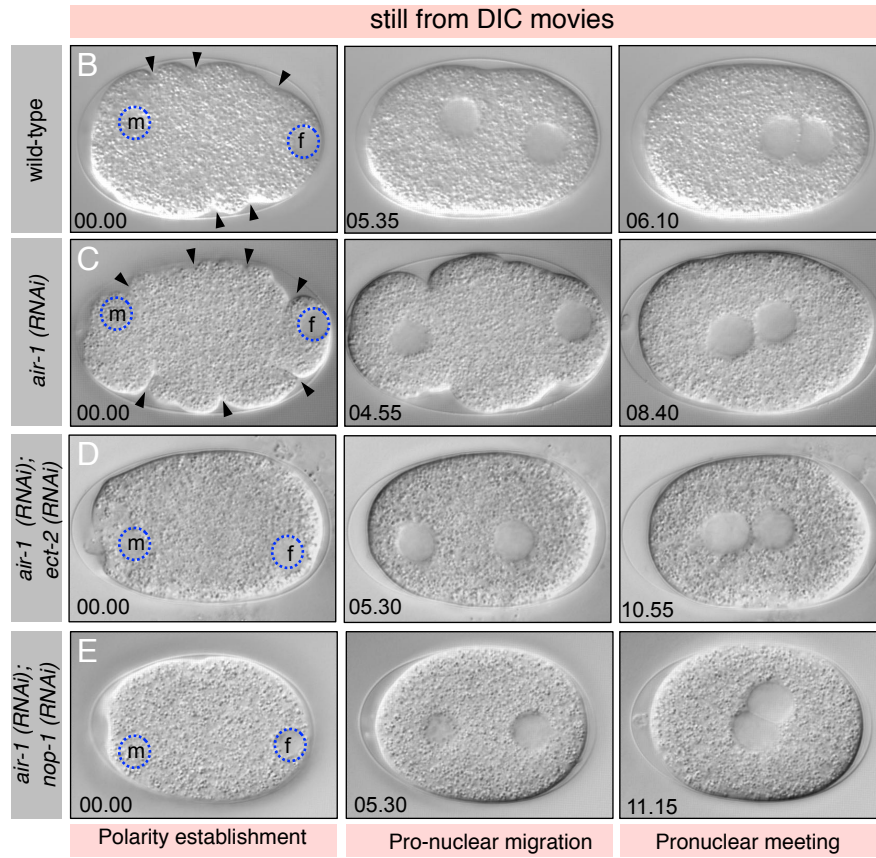 still from DIC movies
wild-type
B
m
f
00.00
05.35
06.10
air-1 (RNAi)
C
m
f
00.00
04.55
08.40
air-1 (RNAi);
ect-2 (RNAi)
D
m
f
00.00
05.30
10.55
air-1 (RNAi);
nop-1 (RNAi)
E
m
f
00.00
05.30
11.15
Polarity establishment
Pro-nuclear migration
Pronuclear meeting